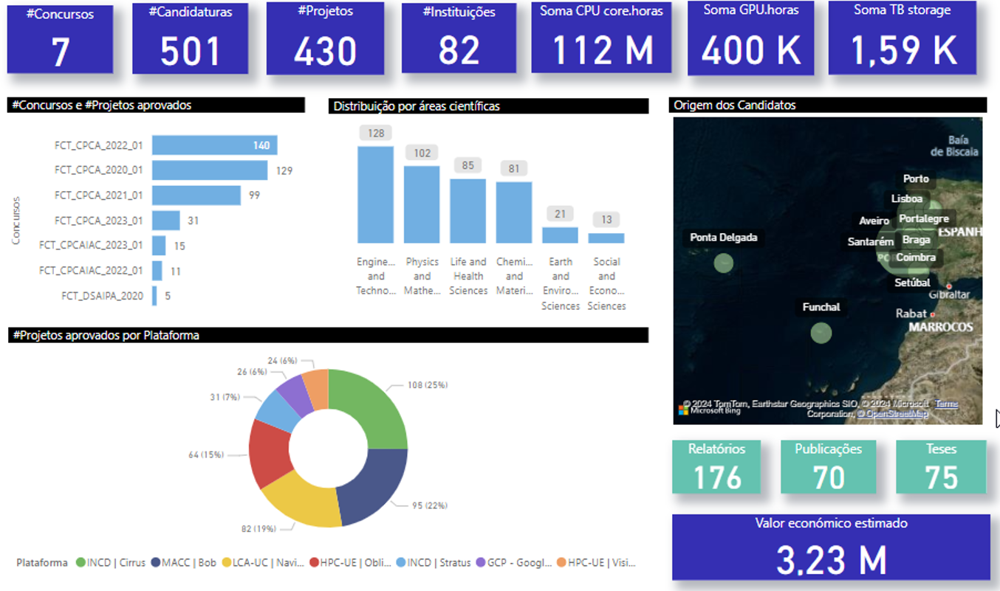 #Concursos
7
#Candidaturas
501
#Projetos
430
#Instituições
82
Soma CPU core.horas
112 M
Soma GPU.horas
400 K
Soma TB storage
1,59 K
#Concursos e #Projetos aprovados
Concursos
FCT_CPCA_2022_01
140
FCT_CPCA_2020_01
129
FCT_CPCA_2021_01
99
FCT_CPCA_2023_01
31
FCT_CPCAIAC_2023_01
15
FCT_CPCAIAC_2022_01
11
FCT_DSAIPA_2020
5
Distribuição por áreas científicas
128
102
85
81
21
13
Engine...
and
Techno...
Physics
and
Mathe...
Life and
Health
Sciences
Chemi...
and
Materi...
Earth
and
Enviro...
Sciences
Social
and
Econo...
Sciences
Origem dos Candidatos
Baía
de Biscaia
Porto
Lisboa
Aveiro
Portalegre
ESPANH
Ponta Delgada
Santarém
Braga
PO
Coimbra
Setúbal
Gibraltar
Funchal
Rabat
MARROCOS
© 2024 TomTom, Earthstar Geographics SIO, © 2024 Microsoft
Corporation, © OpenStreetMap
Terms
Microsoft Bing
#Projetos aprovados por Plataforma
24 (6%)
26 (6%)
108 (25%)
31 (7%)
64 (15%)
95 (22%)
82 (19%)
Plataforma
INCD | Cirrus
MACC | Bob
LCA-UC | Navi...
HPC-UE | Obli...
INCD | Stratus
GCP - Googl...
HPC-UE | Visi...
Relatórios
176
Publicações
70
Teses
75
Valor económico estimado
3,23 M